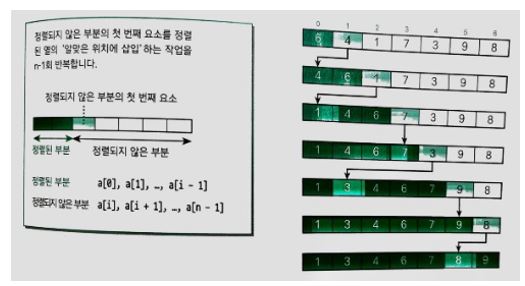 정렬되지 않은 부분의 첫 번째 요소를 정렬
된 열의 '알맞은 위치에 삽입'하는 작업을
n-1회 반복합니다.
정렬되지 않은 부분의 첫 번째 요소
정렬된 부분 정렬되지 않은 부분
정렬된 부분 a[0], a[1], …, a[i - 1]
정렬되지 않은 부분 a[i], a[i + 1], …, a[n - 1]
0 1 2 3 4 5 6
6 4 1 7 3 9 8
4 6 1 7 3 9 8
1 4 6 7 3 9 8
1 4 6 7 3 9 8
1 3 4 6 7 9 8
1 3 4 6 7 9 8
1 3 4 6 7 8 9